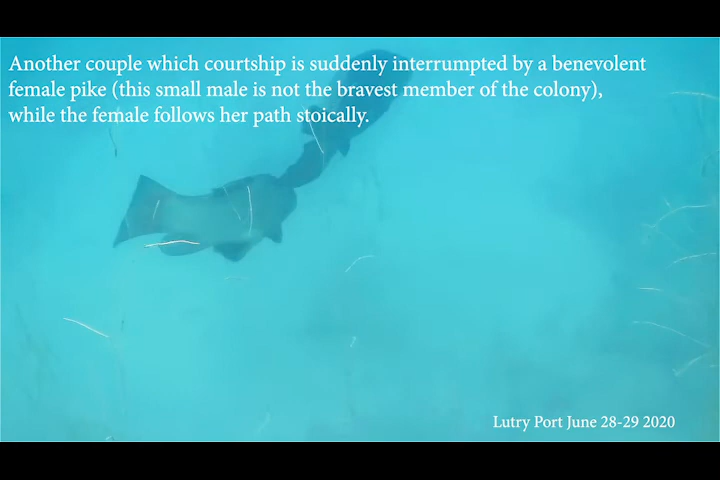 Another couple which courtship is suddenly interrupted by a benevolent
female pike (this small male is not the bravest member of the colony),
while the female follows her path stoically.
Lutry Port June 28-29 2020